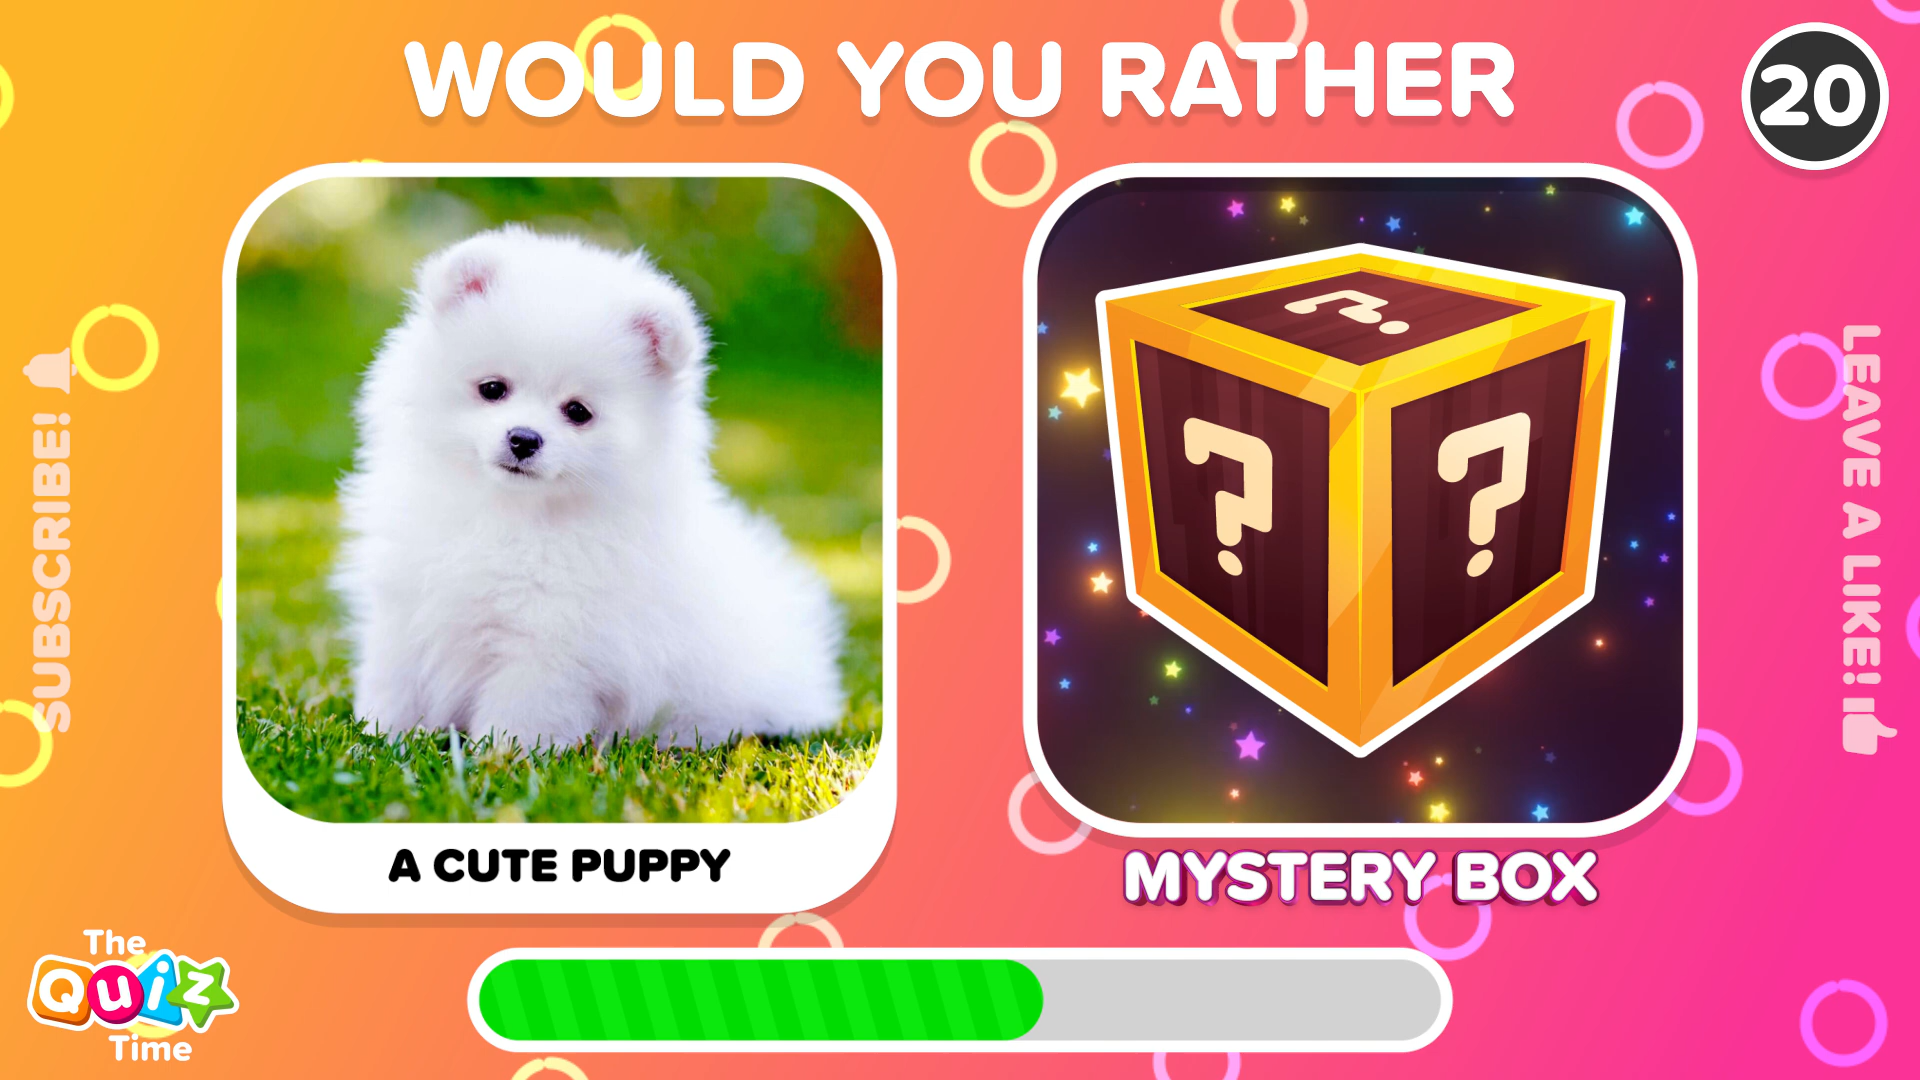 WOULD YOU RATHER
20
SUBSCRIBE!
LEAVE A LIKE!
? ? ?
A CUTE PUPPY
MYSTERY BOX
The
Quiz
Time